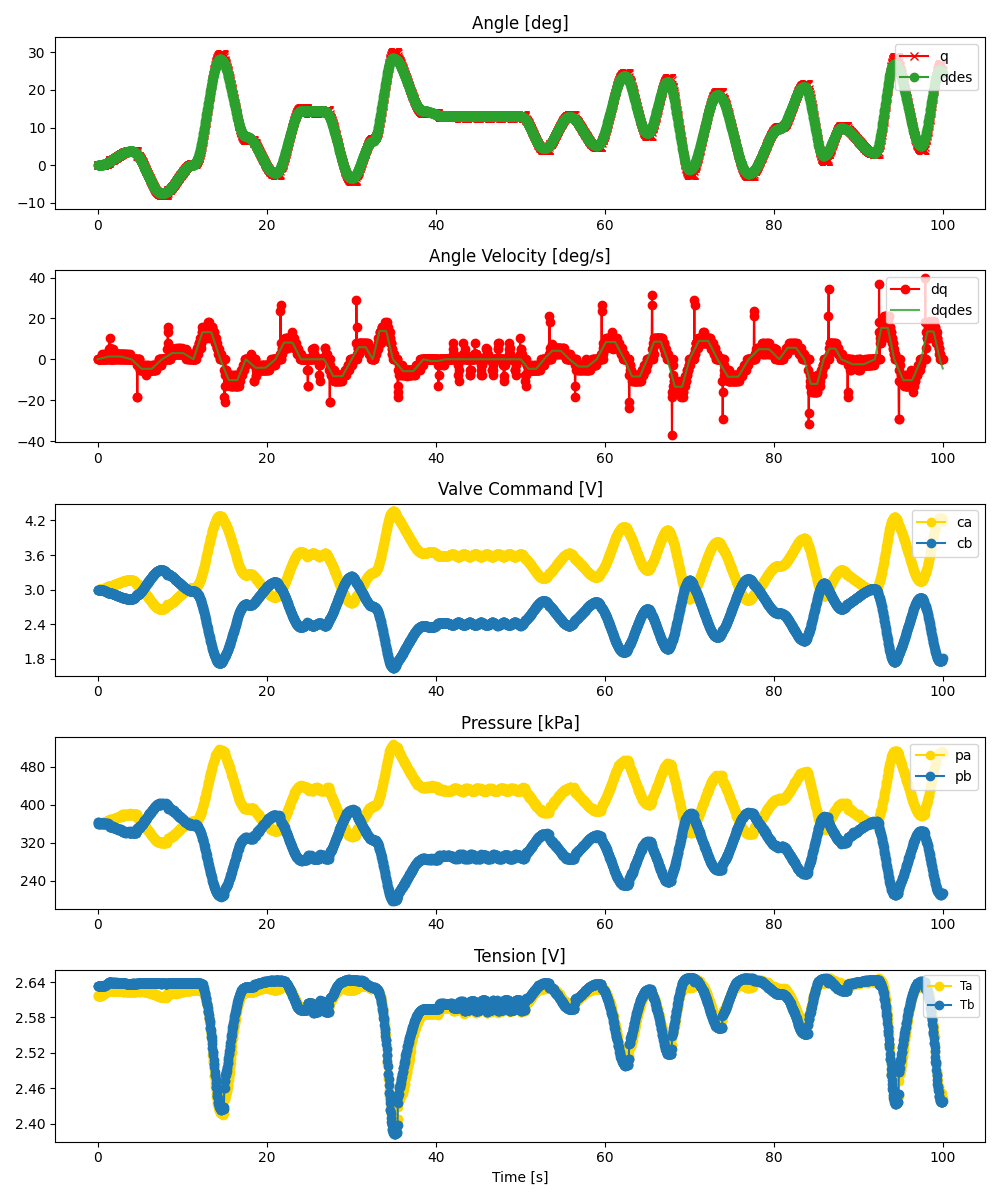 Angle [deg]
30
20
10
0
−10
q
qdes
0 20 40 60 80 100
Angle Velocity [deg/s]
40
20
0
−20
−40
dq
dqdes
0 20 40 60 80 100
Valve Command [V]
4.2
3.6
3.0
2.4
1.8
ca
cb
0 20 40 60 80 100
Pressure [kPa]
480
400
320
240
pa
pb
0 20 40 60 80 100
Tension [V]
2.64
2.58
2.52
2.46
2.40
Ta
Tb
0 20 40 60 80 100
Time [s]